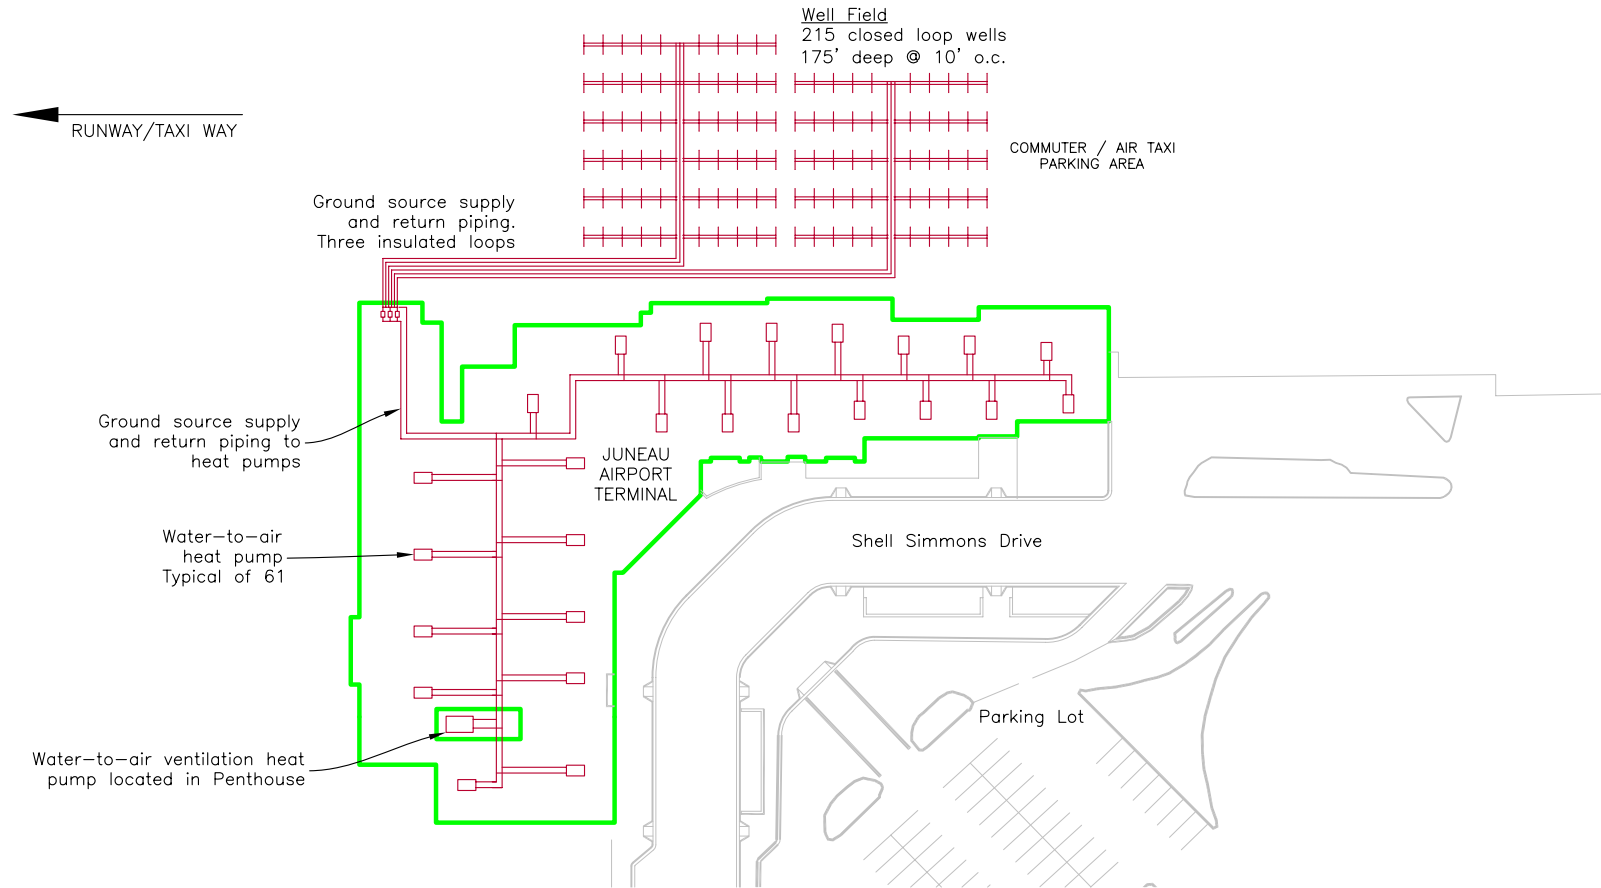 Well Field
215 closed loop wells
175' deep @ 10' o.c.
RUNWAY/TAXI WAY
COMMUTER / AIR TAXI
PARKING AREA
Ground source supply
and return piping.
Three insulated loops
Ground source supply
and return piping to
heat pumps
JUNEAU
AIRPORT
TERMINAL
Water-to-air
heat pump
Typical of 61
Shell Simmons Drive
Parking Lot
Water-to-air ventilation heat
pump located in Penthouse